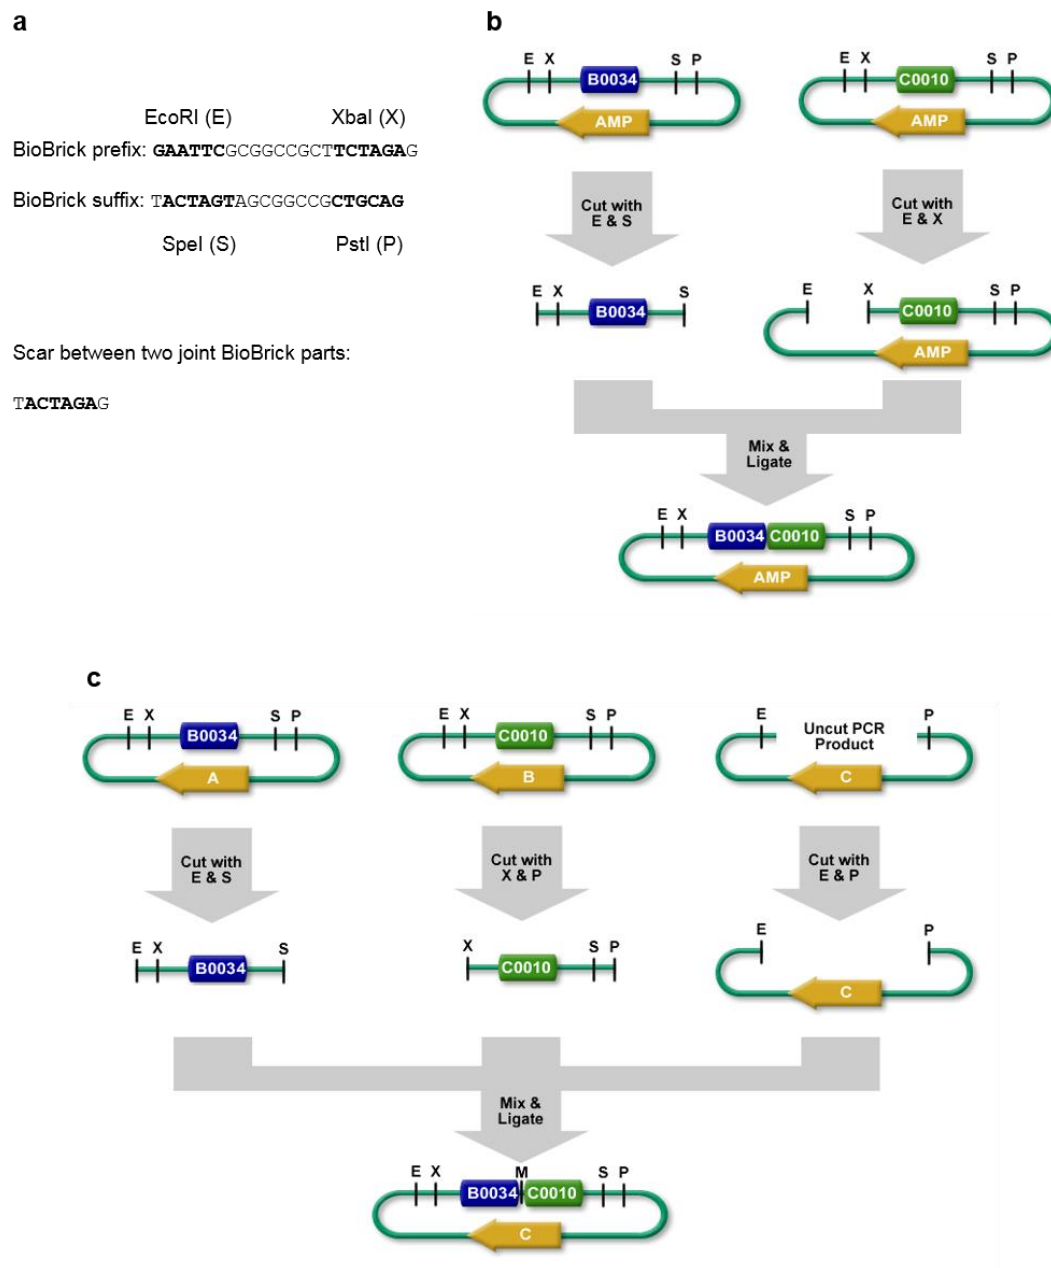 a
EcoRI (E) XbaI (X)
BioBrick prefix: GAATTCGCGGCCGCTTCTAGAG
BioBrick suffix: TACTAGTAGCGGCCGCTGCAG
SpeI (S) PstI (P)
Scar between two joint BioBrick parts:
TACTAGAG
b
E X S P
B0034
AMP
E X S P
C0010
AMP
Cut with
E & S
Cut with
E & X
E X S
B0034
E X S P
C0010
AMP
Mix &
Ligate
E X S P
B0034 C0010
AMP
c
E X S P
B0034
A
E X S P
C0010
B
E P
Uncut PCR
Product
C
Cut with
E & S
Cut with
X & P
Cut with
E & P
E X S
B0034
X S P
C0010
E P
C
Mix &
Ligate
E X M S P
B0034 C0010
C